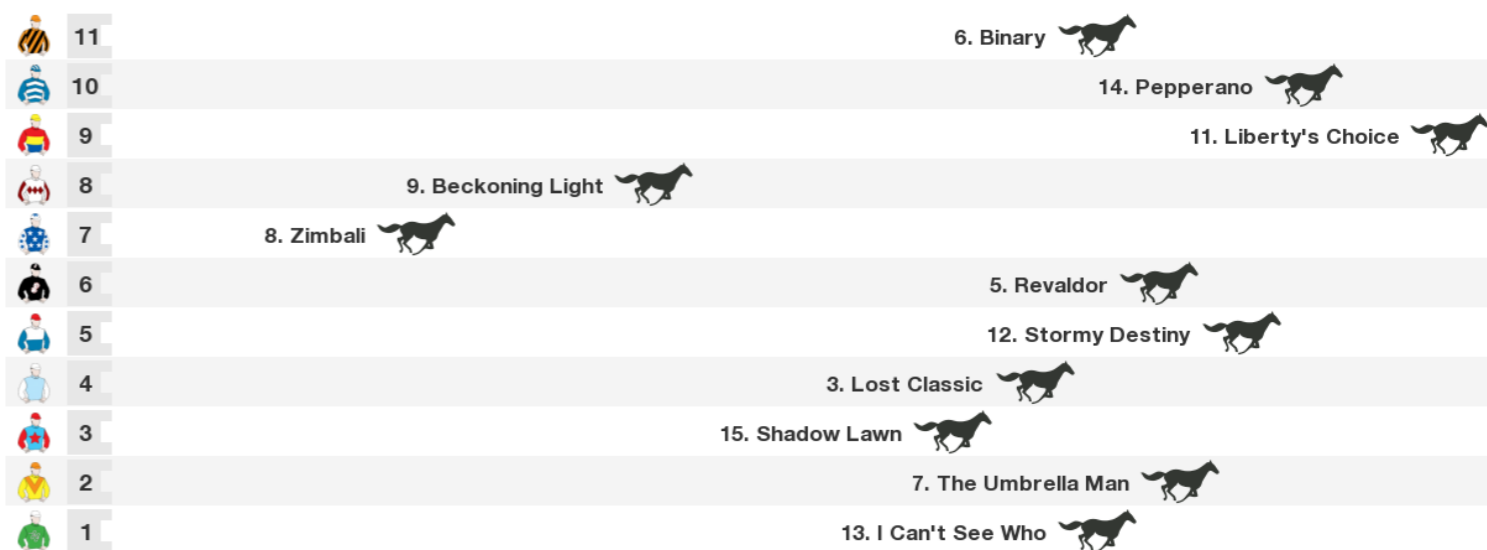 11 6. Binary
10 14. Pepperano
9 11. Liberty's Choice
8 9. Beckoning Light
7 8. Zimbali
6 5. Revaldor
5 12. Stormy Destiny
4 3. Lost Classic
3 15. Shadow Lawn
2 7. The Umbrella Man
1 13. I Can't See Who